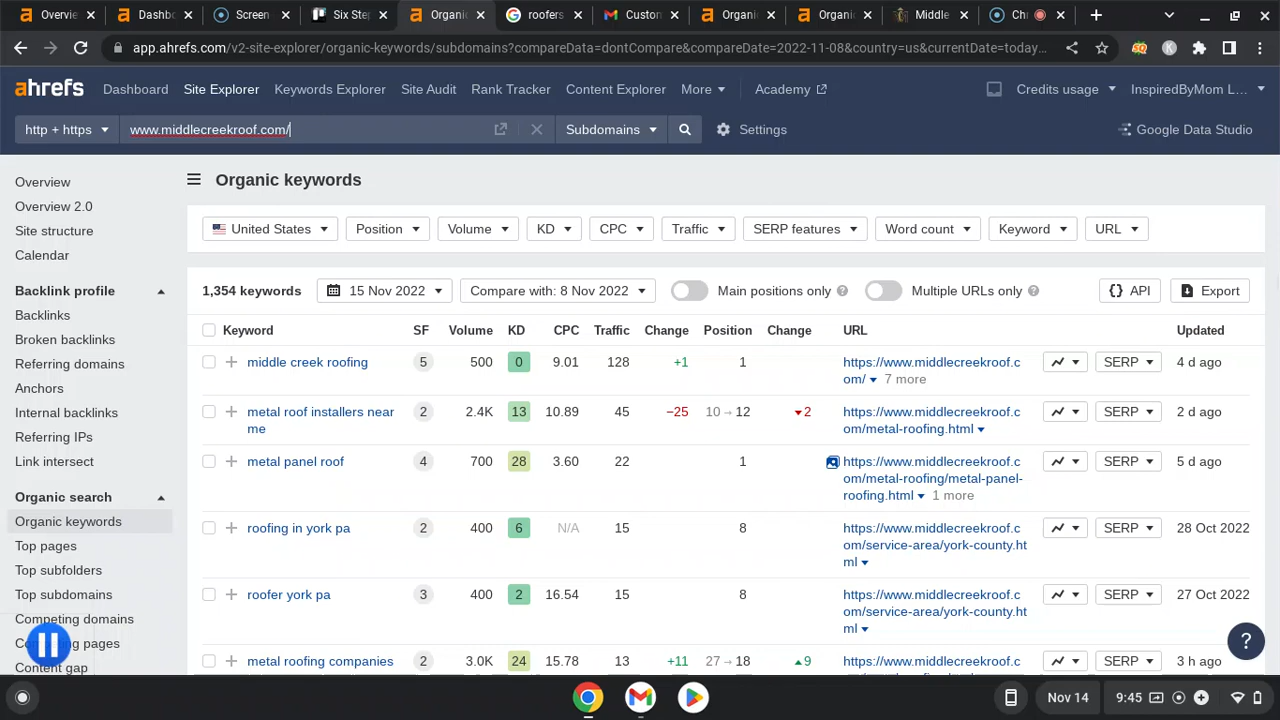 Overvie
Dashbo
Screen
Six Step
Organic
roofers
Custom
Organic
Organic
Middle
Chr
app.ahrefs.com/v2-site-explorer/organic-keywords/subdomains?compareData=dontCompare&compareDate=2022-11-08&country=us&currentDate=today...
ahrefs Dashboard Site Explorer Keywords Explorer Site Audit Rank Tracker Content Explorer More Academy Credits usage InspiredByMom L...
http + https www.middlecreekroof.com/ Subdomains Settings Google Data Studio
Overview
Overview 2.0
Site structure
Calendar
Backlink profile
Backlinks
Broken backlinks
Referring domains
Anchors
Internal backlinks
Referring IPs
Link intersect
Organic search
Organic keywords
Top pages
Top subfolders
Top subdomains
Competing domains
Content gap
Organic keywords
United States Position Volume KD CPC Traffic SERP features Word count Keyword URL
1,354 keywords 15 Nov 2022 Compare with: 8 Nov 2022 Main positions only ? Multiple URLs only ? {} API Export
Keyword SF Volume KD CPC Traffic Change Position Change URL Updated
middle creek roofing 5 500 0 9.01 128 +1 1 https://www.middlecreekroof.c SERP 4 d ago
om/ 7 more
metal roof installers near 2 2.4K 13 10.89 45 −25 10→12 2 https://www.middlecreekroof.c SERP 2 d ago
me om/metal-roofing.html
metal panel roof 4 700 28 3.60 22 1 https://www.middlecreekroof.c SERP 5 d ago
om/metal-roofing/metal-panel-
roofing.html 1 more
roofing in york pa 2 400 6 N/A 15 8 https://www.middlecreekroof.c SERP 28 Oct 2022
om/service-area/york-county.ht
ml
roofer york pa 3 400 2 16.54 15 8 https://www.middlecreekroof.c SERP 27 Oct 2022
om/service-area/york-county.ht
ml
metal roofing companies 2 3.0K 24 15.78 13 +11 27→18 9 https://www.middlecreekroof.c SERP 3 h ago
?
Nov 14 9:45